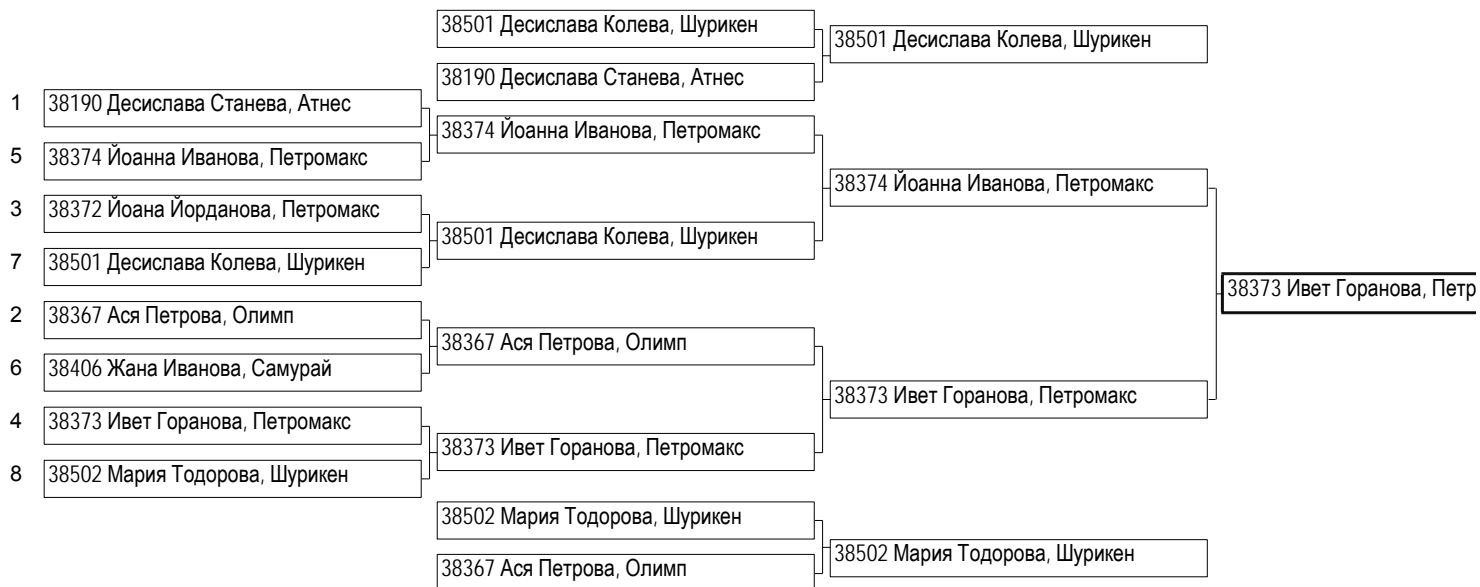 38501 Десислава Колева, Шурикен
38501 Десислава Колева, Шурикен
38190 Десислава Станева, Атнес
1 38190 Десислава Станева, Атнес
38374 Йоанна Иванова, Петромакс
5 38374 Йоанна Иванова, Петромакс
38374 Йоанна Иванова, Петромакс
3 38372 Йоана Йорданова, Петромакс
38501 Десислава Колева, Шурикен
7 38501 Десислава Колева, Шурикен
38373 Ивет Горанова, Петр
2 38367 Ася Петрова, Олимп
38367 Ася Петрова, Олимп
6 38406 Жана Иванова, Самурай
38373 Ивет Горанова, Петромакс
4 38373 Ивет Горанова, Петромакс
38373 Ивет Горанова, Петромакс
8 38502 Мария Тодорова, Шурикен
38502 Мария Тодорова, Шурикен
38502 Мария Тодорова, Шурикен
38367 Ася Петрова, Олимп